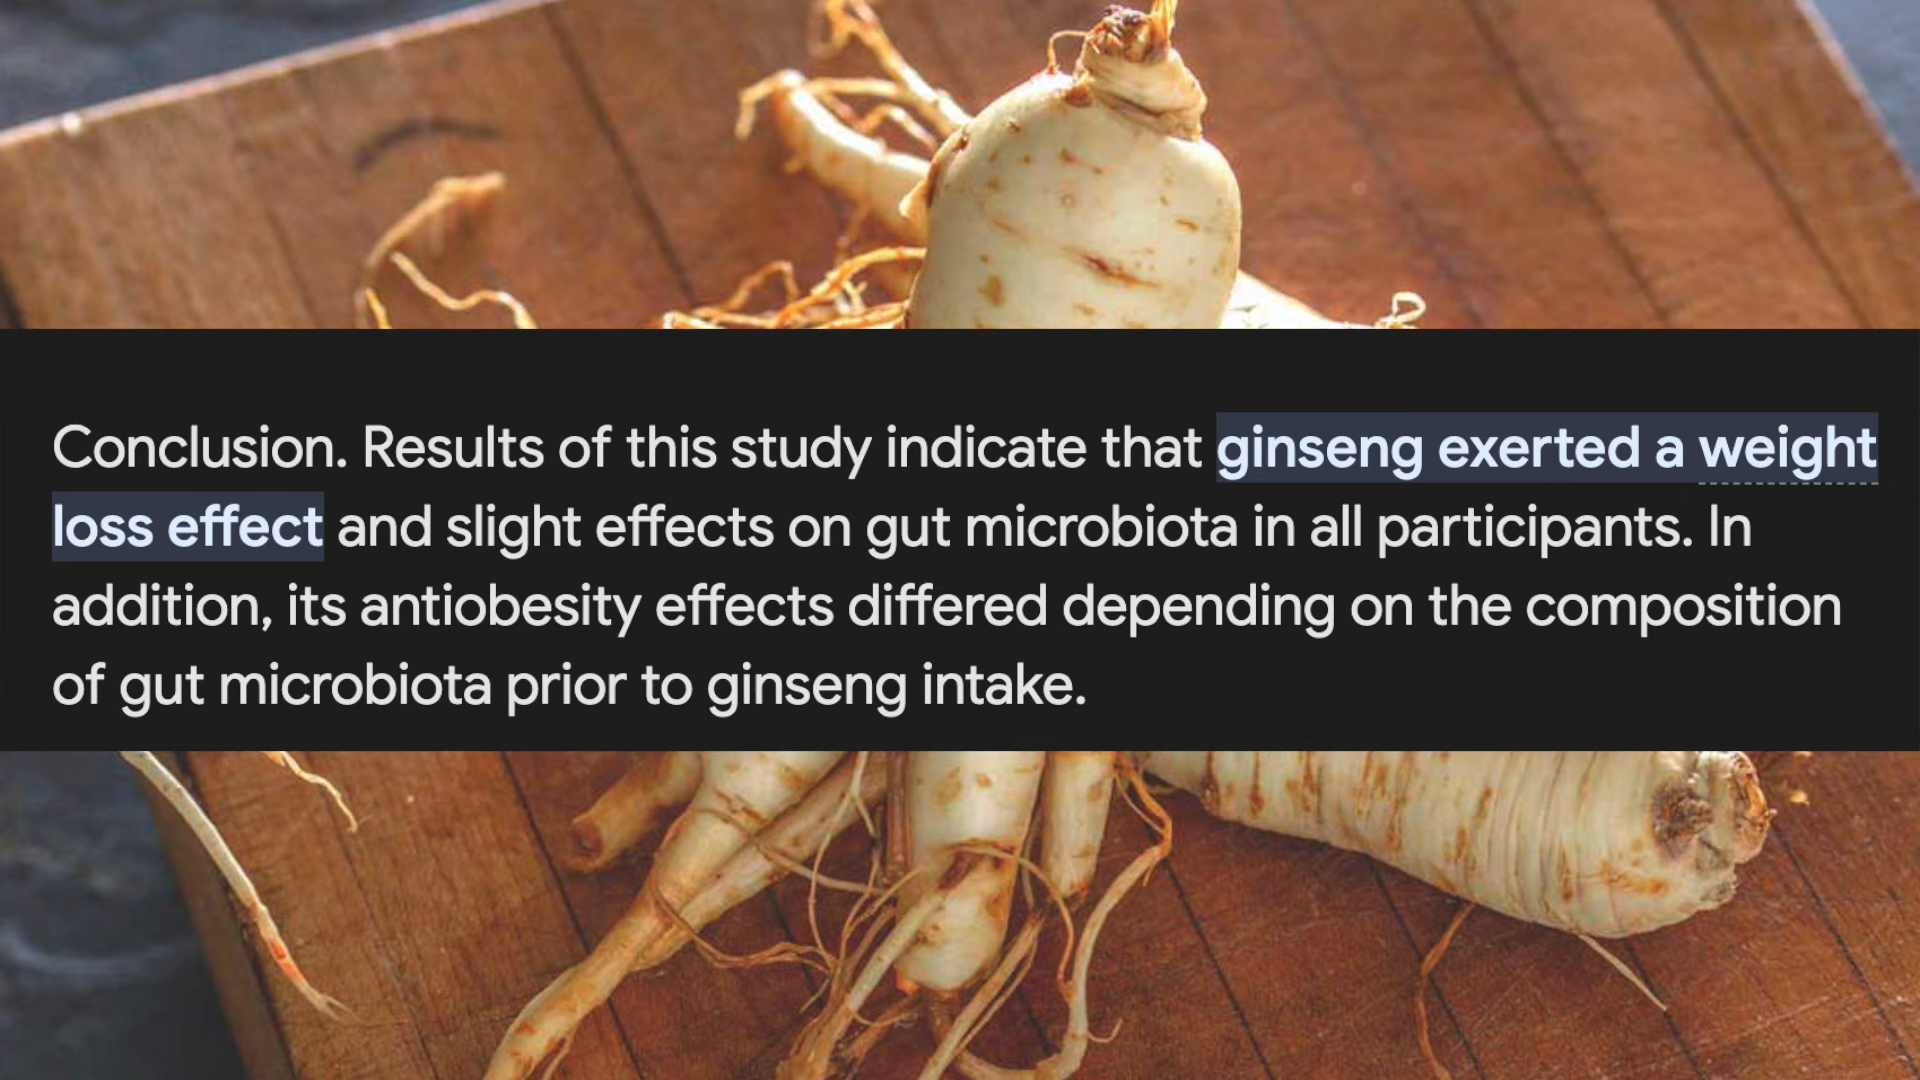 Conclusion. Results of this study indicate that ginseng exerted a weight
loss effect and slight effects on gut microbiota in all participants. In
addition, its antiobesity effects differed depending on the composition
of gut microbiota prior to ginseng intake.